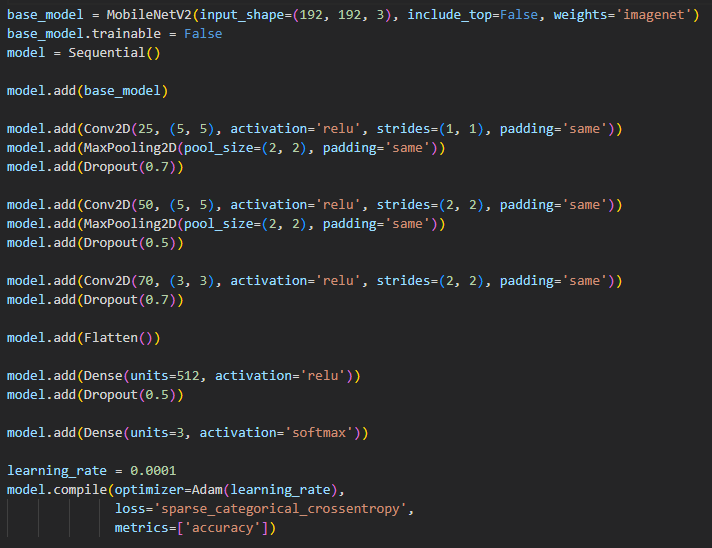 base_model = MobileNetV2(input_shape=(192, 192, 3), include_top=False, weights='imagenet')
base_model.trainable = False
model = Sequential()

model.add(base_model)

model.add(Conv2D(25, (5, 5), activation='relu', strides=(1, 1), padding='same'))
model.add(MaxPooling2D(pool_size=(2, 2), padding='same'))
model.add(Dropout(0.7))

model.add(Conv2D(50, (5, 5), activation='relu', strides=(2, 2), padding='same'))
model.add(MaxPooling2D(pool_size=(2, 2), padding='same'))
model.add(Dropout(0.5))

model.add(Conv2D(70, (3, 3), activation='relu', strides=(2, 2), padding='same'))
model.add(Dropout(0.7))

model.add(Flatten())

model.add(Dense(units=512, activation='relu'))
model.add(Dropout(0.5))

model.add(Dense(units=3, activation='softmax'))

learning_rate = 0.0001
model.compile(optimizer=Adam(learning_rate),
              loss='sparse_categorical_crossentropy',
              metrics=['accuracy'])